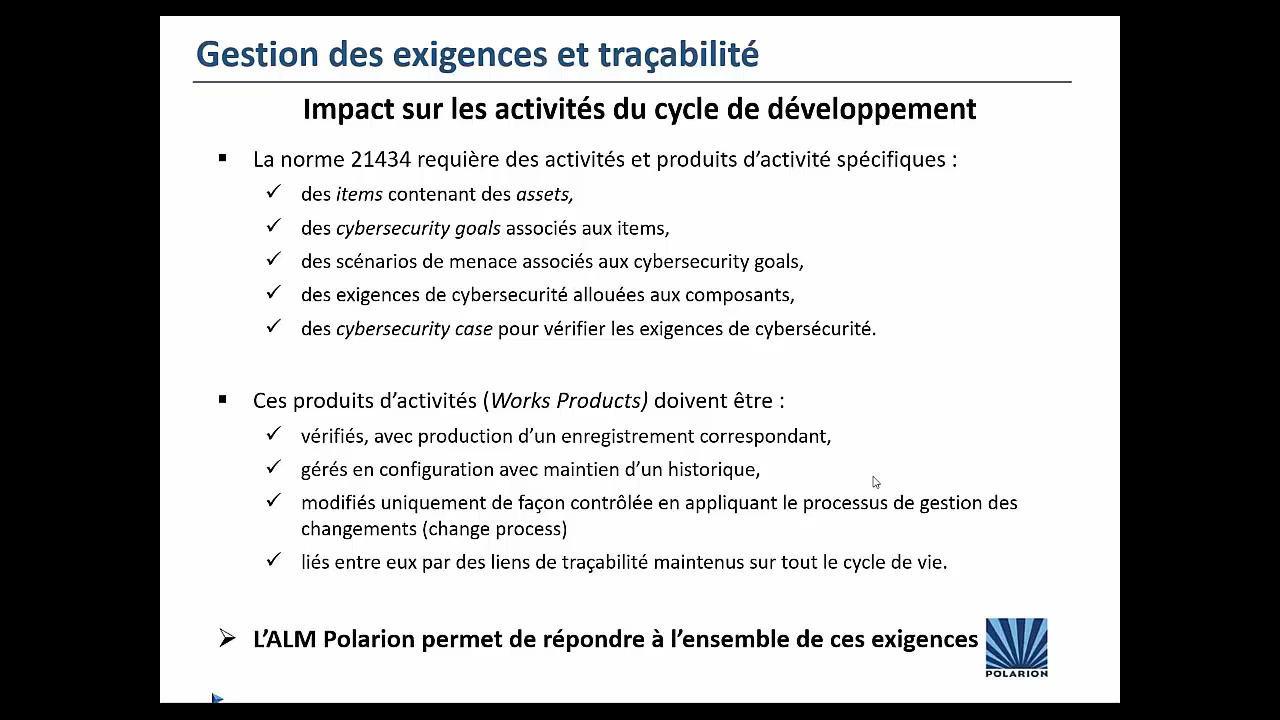 Gestion des exigences et traçabilité
Impact sur les activités du cycle de développement
▪ La norme 21434 requière des activités et produits d’activité spécifiques :
✓ des items contenant des assets,
✓ des cybersecurity goals associés aux items,
✓ des scénarios de menace associés aux cybersecurity goals,
✓ des exigences de cybersecurité allouées aux composants,
✓ des cybersecurity case pour vérifier les exigences de cybersécurité.
▪ Ces produits d’activités (Works Products) doivent être :
✓ vérifiés, avec production d’un enregistrement correspondant,
✓ gérés en configuration avec maintien d’un historique,
✓ modifiés uniquement de façon contrôlée en appliquant le processus de gestion des
changements (change process)
✓ liés entre eux par des liens de traçabilité maintenus sur tout le cycle de vie.
➢ L’ALM Polarion permet de répondre à l’ensemble de ces exigences
POLARION